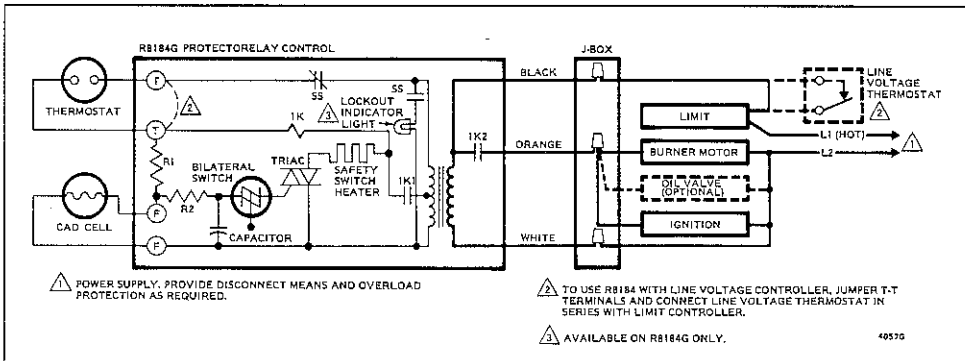 R8184G PROTECTORELAY CONTROL
J-BOX
F
THERMOSTAT
2
T
SS
SS
3
LOCKOUT
INDICATOR
LIGHT
1K
R1
BILATERAL
SWITCH
TRIAC
SAFETY
SWITCH
HEATER
1K1
1K2
CAD CELL
F
R2
F
CAPACITOR
BLACK
ORANGE
WHITE
LINE
VOLTAGE
THERMOSTAT
2
LIMIT
L1 (HOT)
1
BURNER MOTOR
L2
OIL VALVE
(OPTIONAL)
IGNITION
1 POWER SUPPLY. PROVIDE DISCONNECT MEANS AND OVERLOAD
PROTECTION AS REQUIRED.
2 TO USE R8184 WITH LINE VOLTAGE CONTROLLER, JUMPER T-T
TERMINALS AND CONNECT LINE VOLTAGE THERMOSTAT IN
SERIES WITH LIMIT CONTROLLER.
3 AVAILABLE ON R8184G ONLY.
4057G